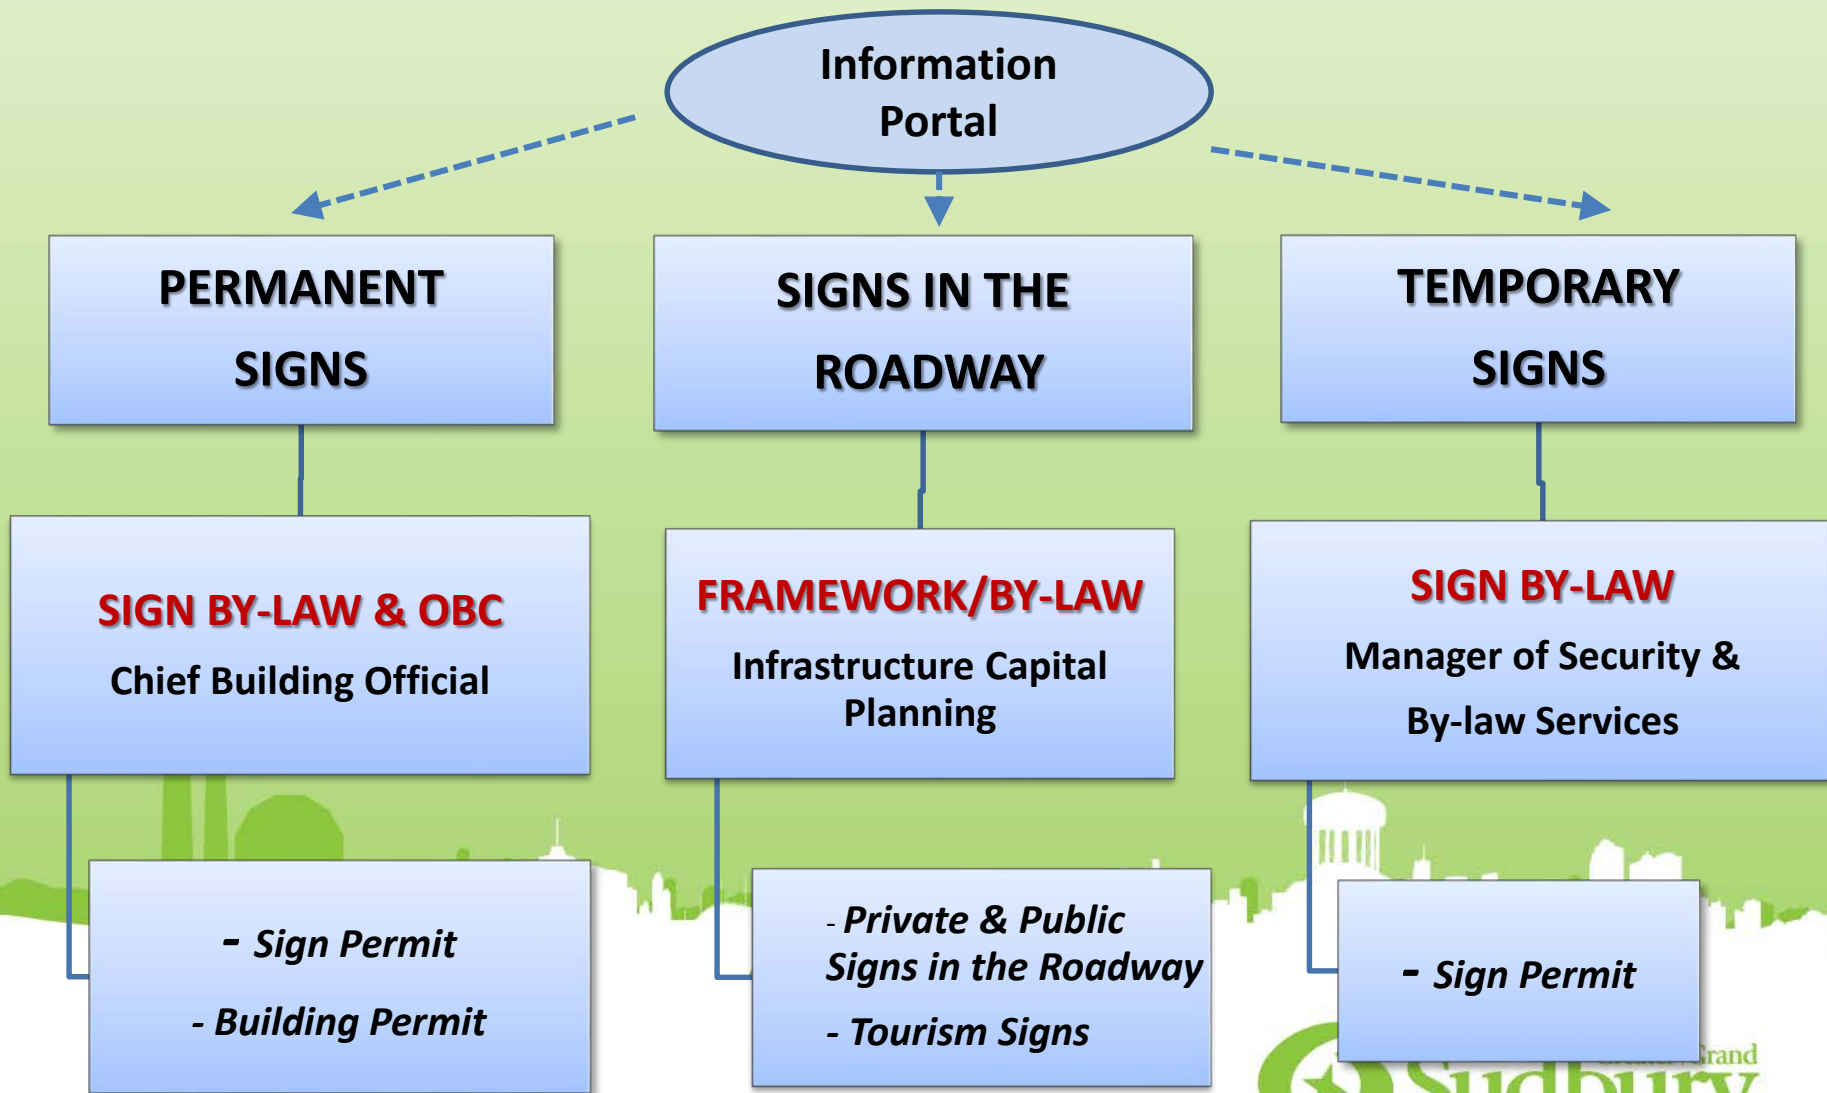 Information
Portal
PERMANENT
SIGNS
SIGNS IN THE
ROADWAY
TEMPORARY
SIGNS
SIGN BY-LAW & OBC
Chief Building Official
FRAMEWORK/BY-LAW
Infrastructure Capital
Planning
SIGN BY-LAW
Manager of Security &
By-law Services
- Sign Permit
- Building Permit
- Private & Public
Signs in the Roadway
- Tourism Signs
- Sign Permit
Grand
Sudbury